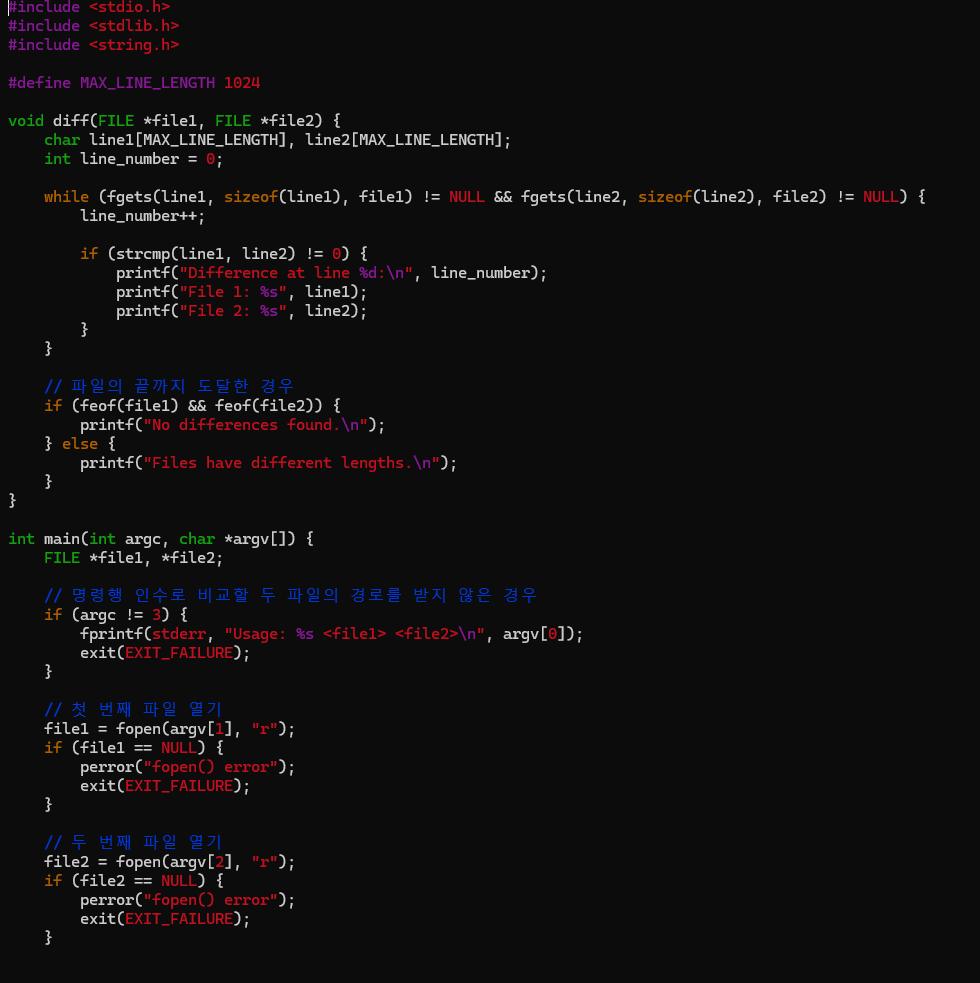 #include <stdio.h>
#include <stdlib.h>
#include <string.h>

#define MAX_LINE_LENGTH 1024

void diff(FILE *file1, FILE *file2) {
    char line1[MAX_LINE_LENGTH], line2[MAX_LINE_LENGTH];
    int line_number = 0;

    while (fgets(line1, sizeof(line1), file1) != NULL && fgets(line2, sizeof(line2), file2) != NULL) {
        line_number++;

        if (strcmp(line1, line2) != 0) {
            printf("Difference at line %d:\n", line_number);
            printf("File 1: %s", line1);
            printf("File 2: %s", line2);
        }
    }

    // 파일의 끝까지 도달한 경우
    if (feof(file1) && feof(file2)) {
        printf("No differences found.\n");
    } else {
        printf("Files have different lengths.\n");
    }
}

int main(int argc, char *argv[]) {
    FILE *file1, *file2;

    // 명령행 인수로 비교할 두 파일의 경로를 받지 않은 경우
    if (argc != 3) {
        fprintf(stderr, "Usage: %s <file1> <file2>\n", argv[0]);
        exit(EXIT_FAILURE);
    }

    // 첫 번째 파일 열기
    file1 = fopen(argv[1], "r");
    if (file1 == NULL) {
        perror("fopen() error");
        exit(EXIT_FAILURE);
    }

    // 두 번째 파일 열기
    file2 = fopen(argv[2], "r");
    if (file2 == NULL) {
        perror("fopen() error");
        exit(EXIT_FAILURE);
    }